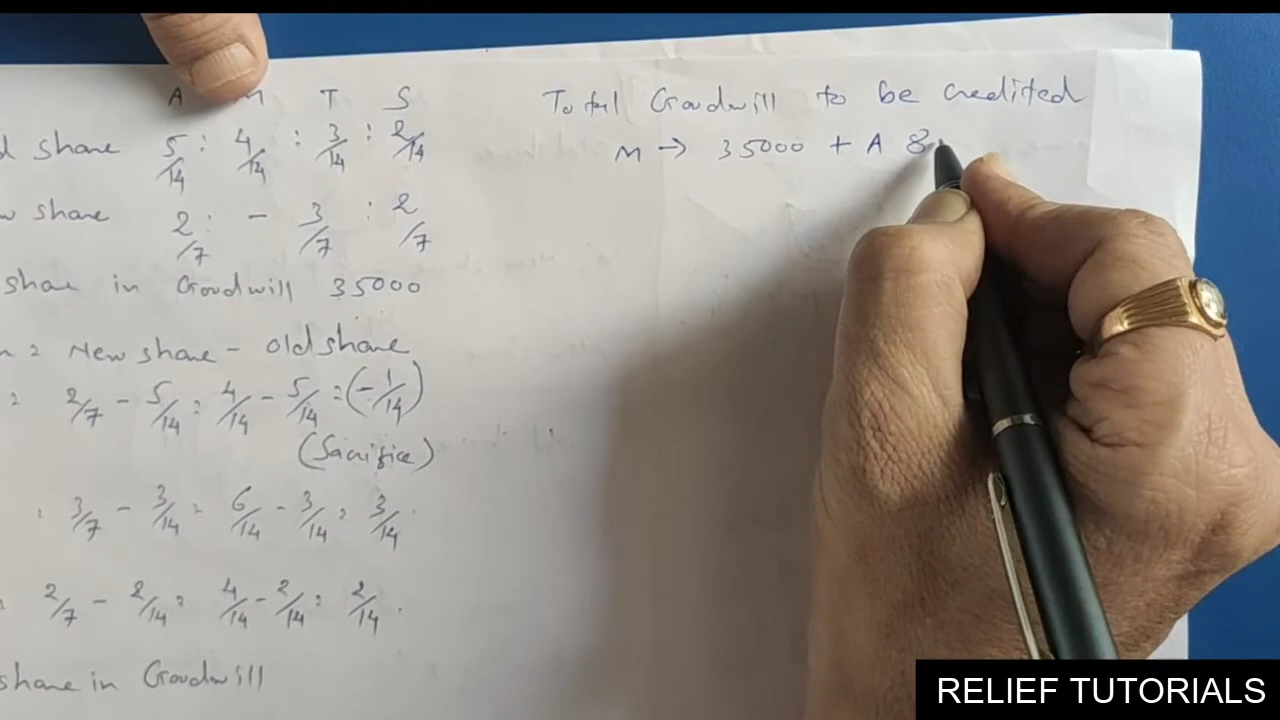 A M T S
d share 5/14 : 4/14 : 3/14 : 2/14
w share 2/7 : - 3/7 : 2/7
share in Goodwill 35000
n = New share - old share
= 2/7 - 5/14 = 4/14 - 5/14 = (-1/14)
(Sacrifice)
: 3/7 - 3/14 = 6/14 - 3/14 = 3/14
= 2/7 - 2/14 = 4/14 - 2/14 = 2/14.
share in Goodwill
Total Goodwill to be credited
M → 35000 + A 8
RELIEF TUTORIALS